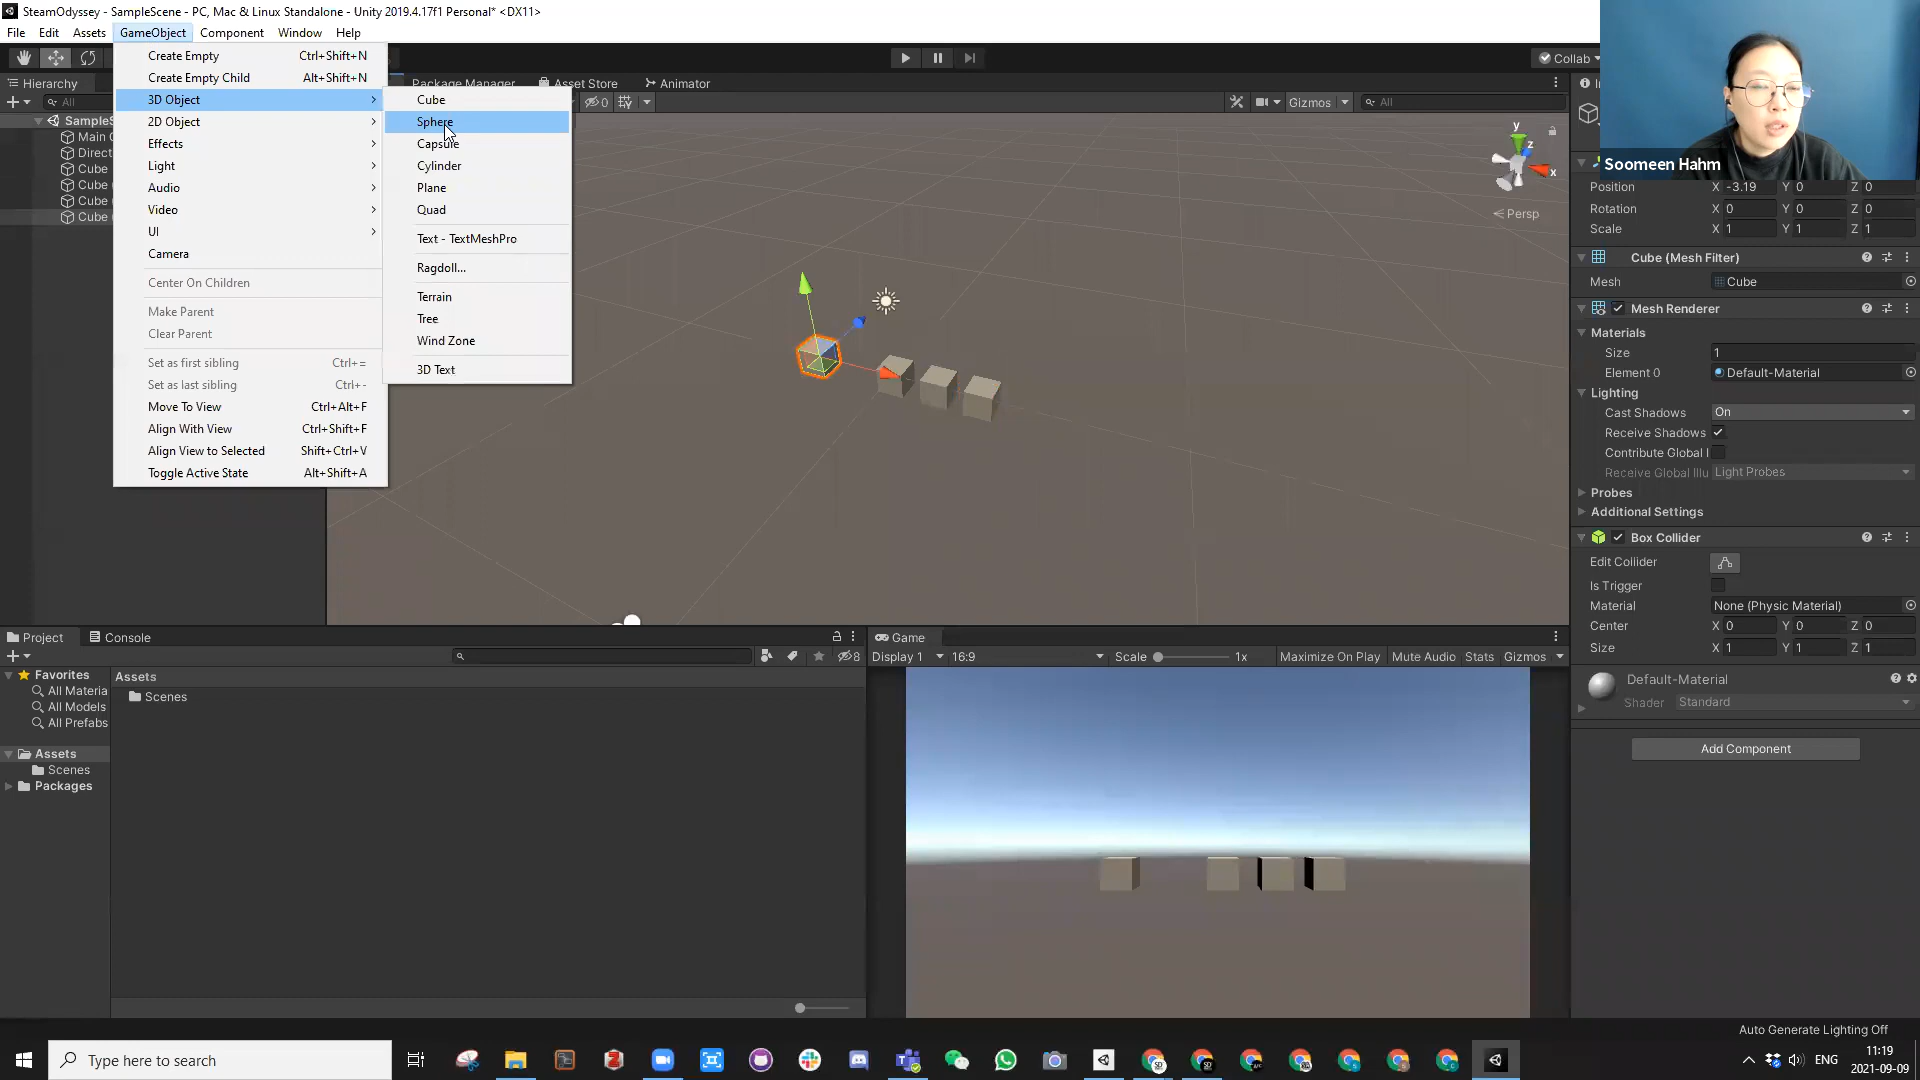 SteamOdyssey - SampleScene - PC, Mac & Linux Standalone - Unity 2019.4.17f1 Personal* <DX11>
File Edit Assets GameObject Component Window Help
Collab
Hierarchy
Package Manager
Asset Store
Animator
All
0
Gizmos
All
SampleS
Main C
Direct
Cube
Cube
Cube
Cube
Create Empty Ctrl+Shift+N
Create Empty Child Alt+Shift+N
3D Object
2D Object
Effects
Light
Audio
Video
UI
Camera
Center On Children
Make Parent
Clear Parent
Set as first sibling Ctrl+=
Set as last sibling Ctrl+-
Move To View Ctrl+Alt+F
Align With View Ctrl+Shift+F
Align View to Selected Shift+Ctrl+V
Toggle Active State Alt+Shift+A
Cube
Sphere
Capsule
Cylinder
Plane
Quad
Text - TextMeshPro
Ragdoll...
Terrain
Tree
Wind Zone
3D Text
y
z
x
Persp
Soomeen Hahm
Position X -3.19 Y 0 Z 0
Rotation X 0 Y 0 Z 0
Scale X 1 Y 1 Z 1
Cube (Mesh Filter)
Mesh Cube
Mesh Renderer
Materials
Size 1
Element 0 Default-Material
Lighting
Cast Shadows On
Receive Shadows
Contribute Global I
Receive Global Illu Light Probes
Probes
Additional Settings
Box Collider
Edit Collider
Is Trigger
Material None (Physic Material)
Center X 0 Y 0 Z 0
Size X 1 Y 1 Z 1
Default-Material
Shader Standard
Add Component
Project Console
8
Favorites
All Materia
All Models
All Prefabs
Assets
Scenes
Packages
Assets
Scenes
Game
Display 1 16:9 Scale 1x Maximize On Play Mute Audio Stats Gizmos
Auto Generate Lighting Off
Type here to search
ENG
11:19
2021-09-09